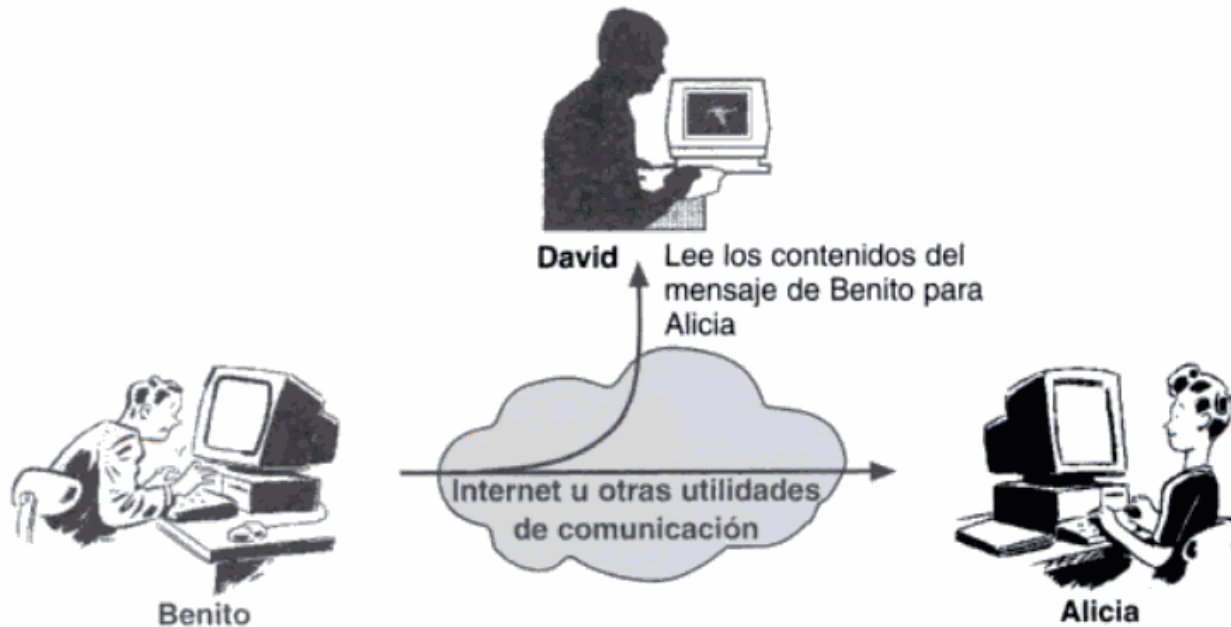 David
Lee los contenidos del
mensaje de Benito para
Alicia
Internet u otras utilidades
de comunicación
Benito
Alicia